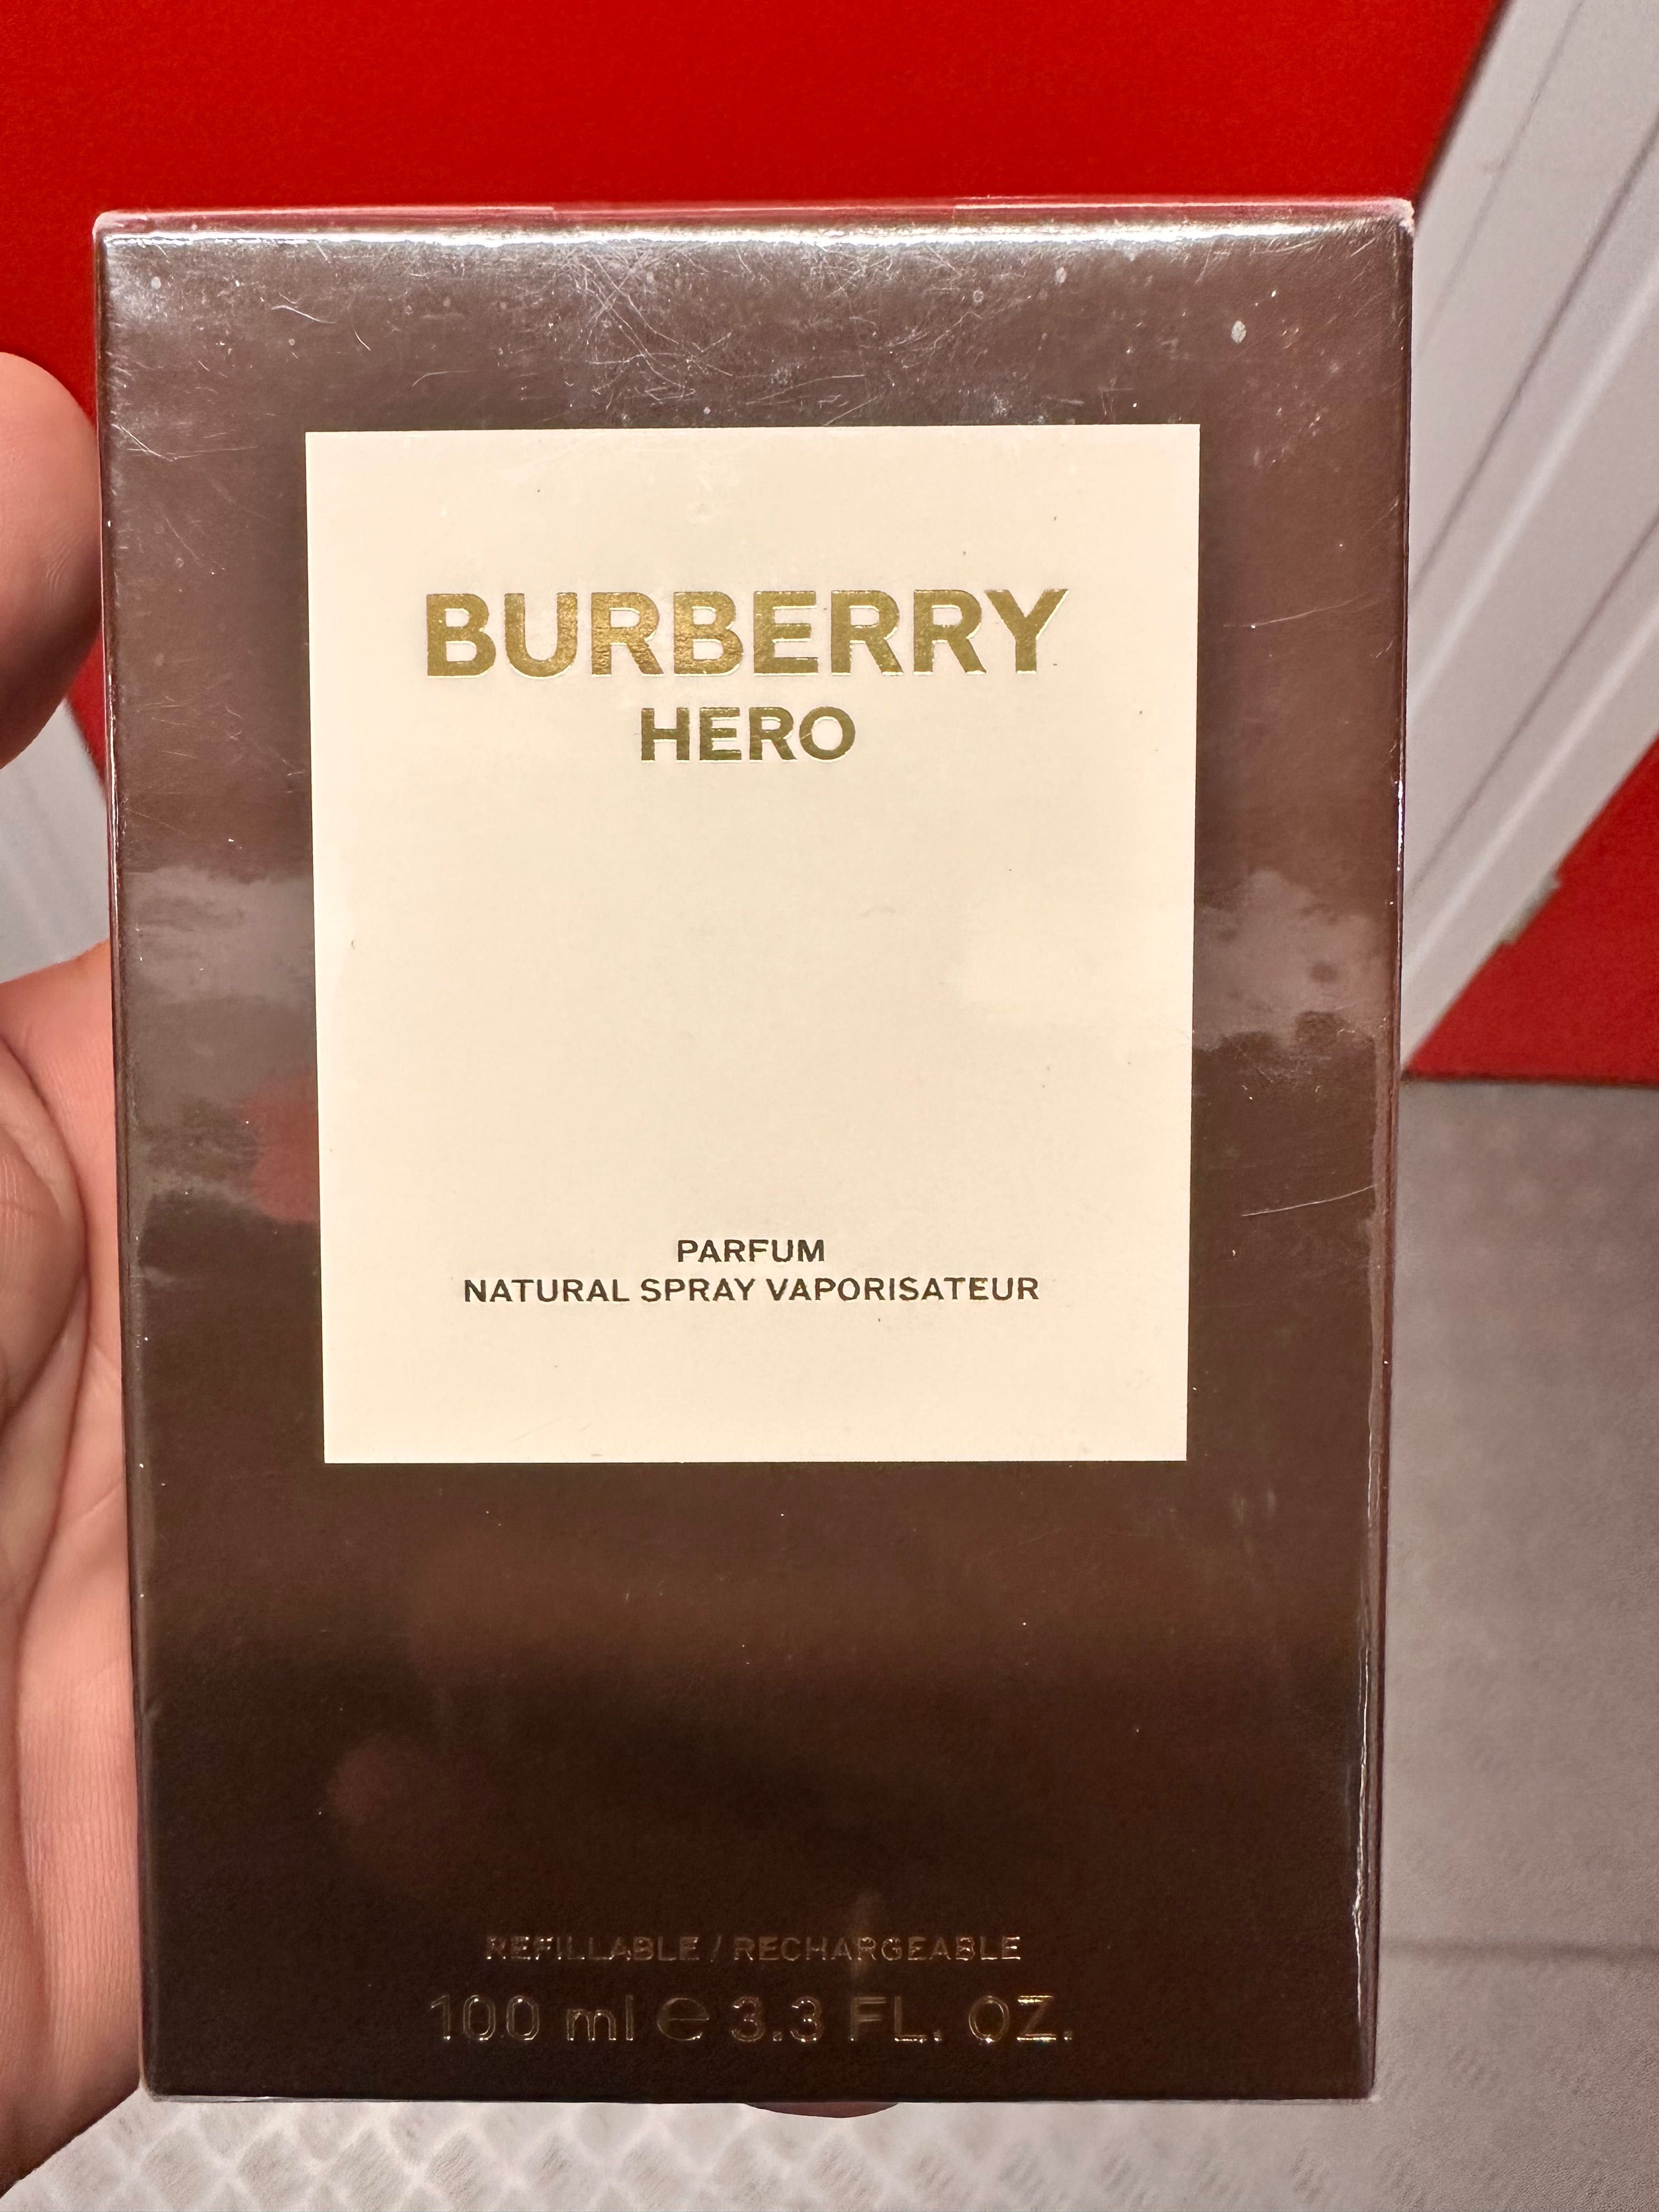 BURBERRY
HERO
PARFUM
NATURAL SPRAY VAPORISATEUR
REFILLABLE / RECHARGEABLE
100 ml ℮ 3.3 FL. OZ.